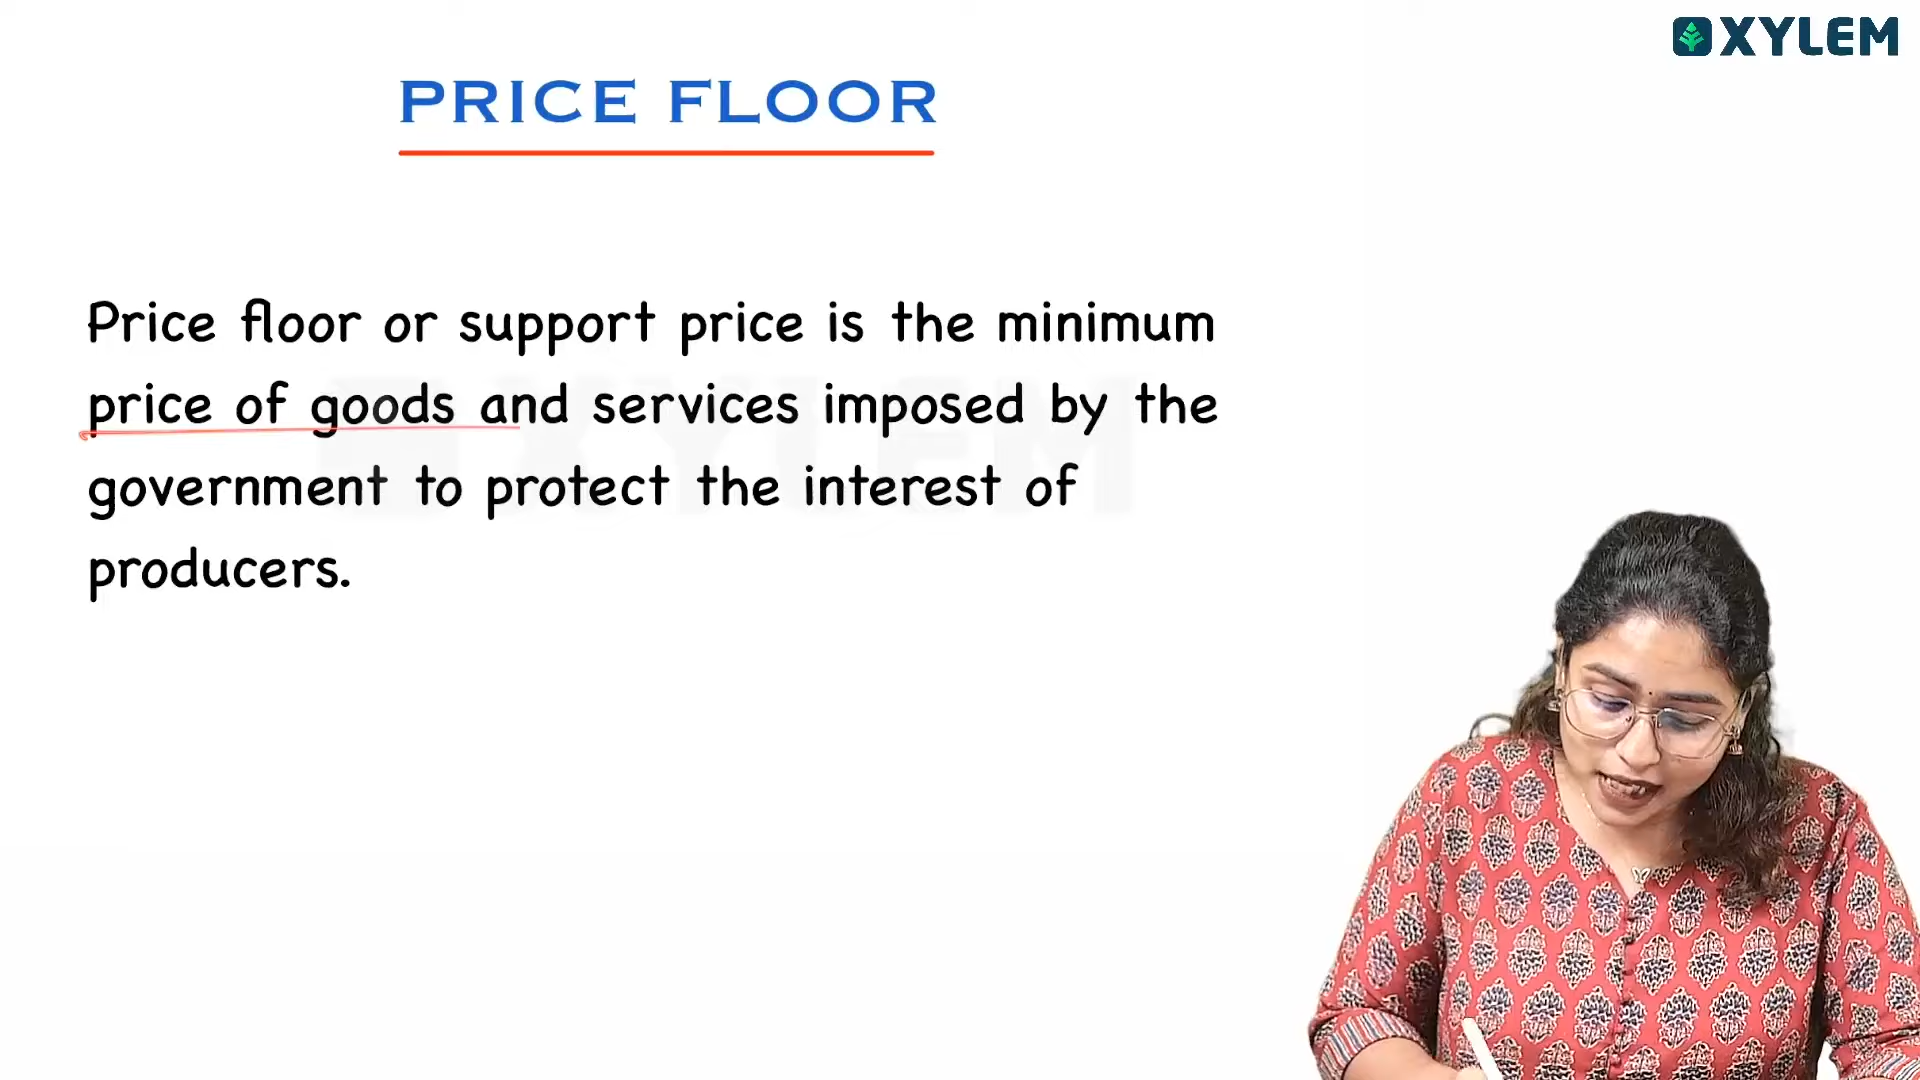 XYLEM
PRICE FLOOR
Price floor or support price is the minimum
price of goods and services imposed by the
government to protect the interest of
producers.
XYLEM